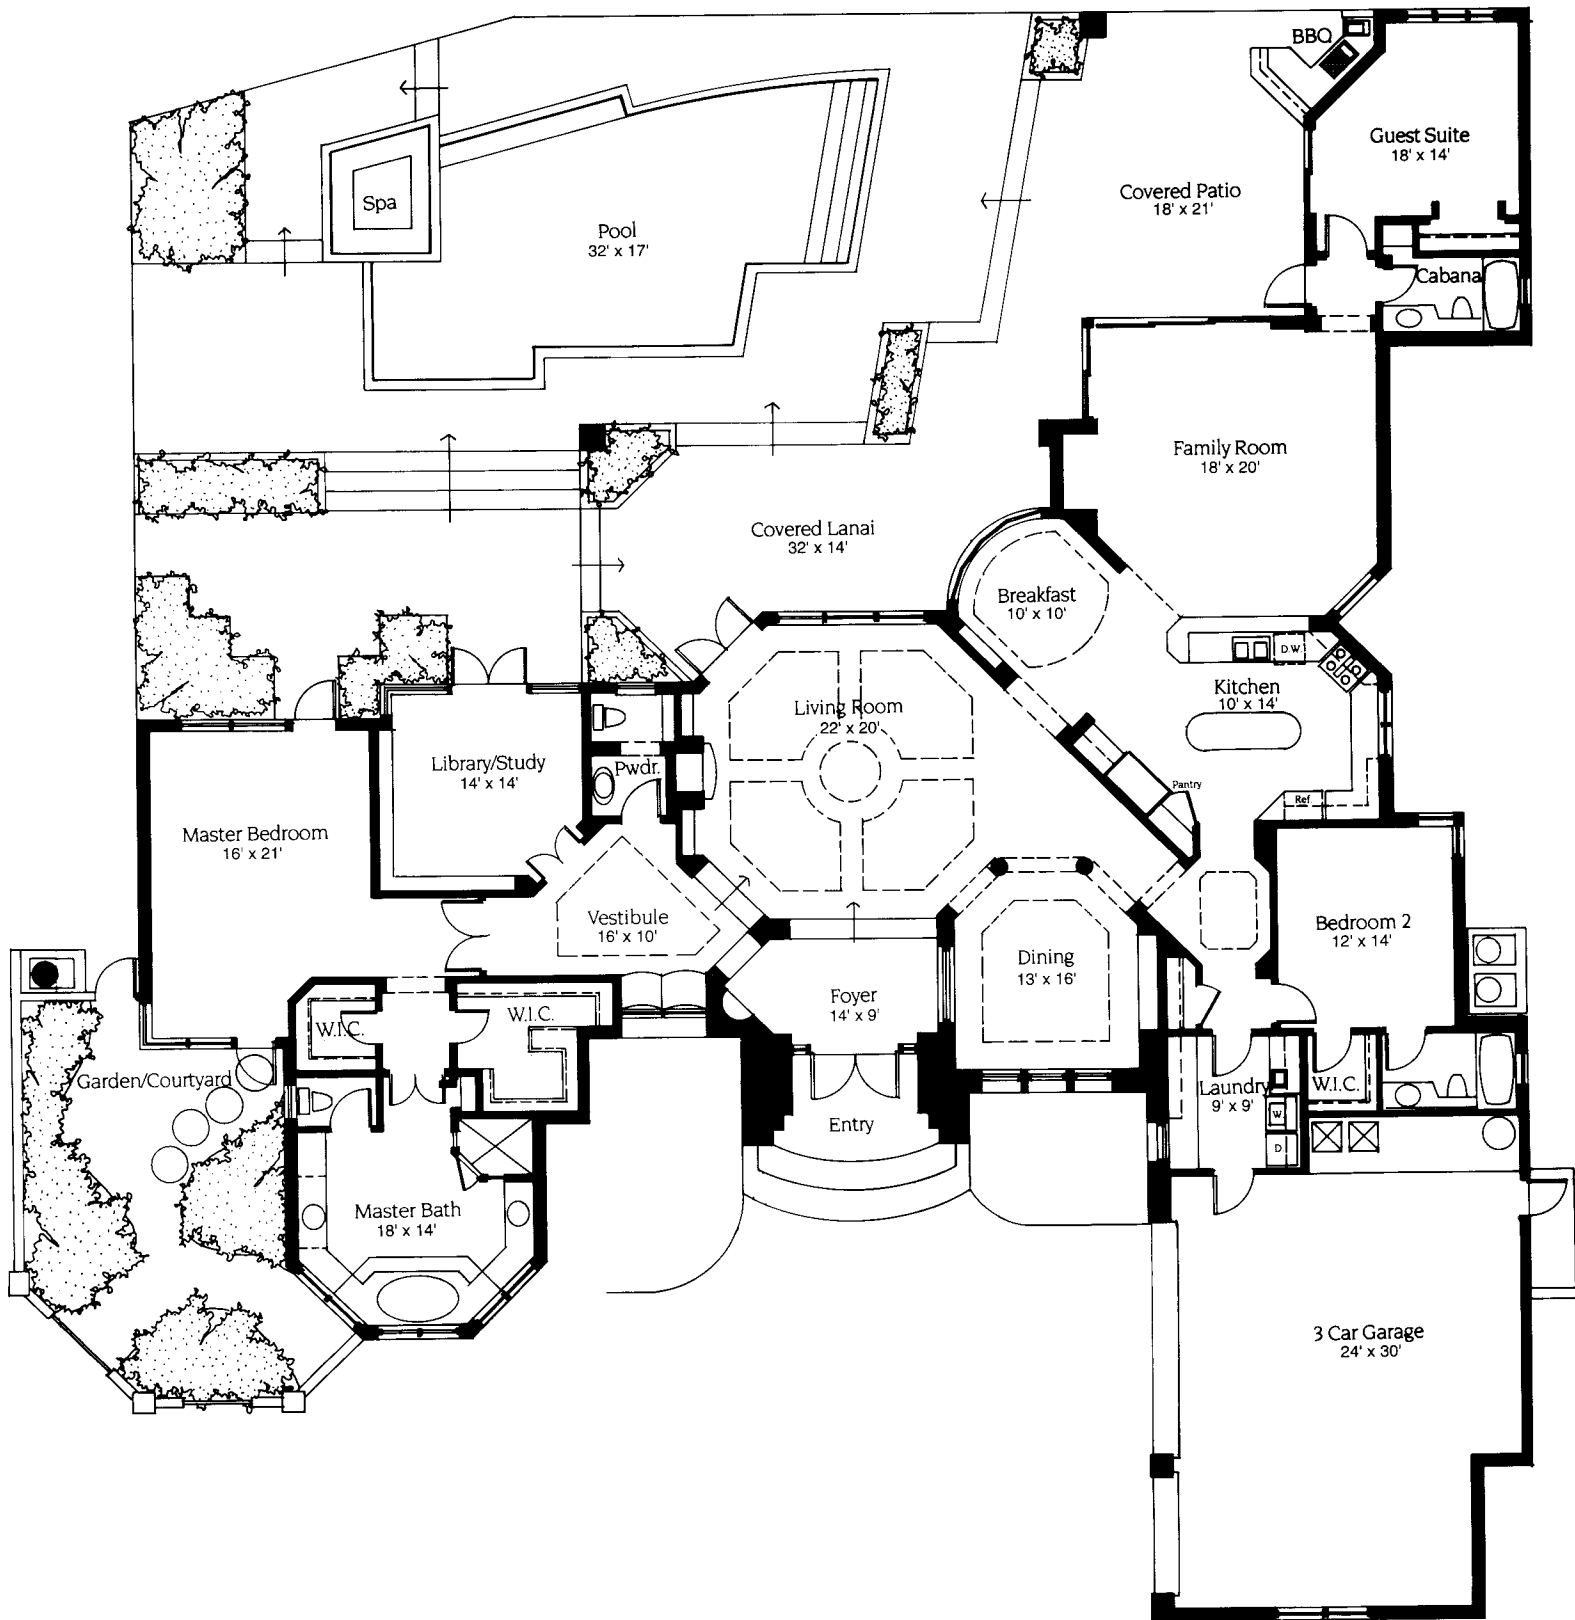 BBQ
Guest Suite
18' x 14'
Covered Patio
18' x 21'
Spa
Pool
32' x 17'
Cabana
Family Room
18' x 20'
Covered Lanai
32' x 14'
Breakfast
10' x 10'
D.W.
Kitchen
10' x 14'
Living Room
22' x 20'
Library/Study
14' x 14'
Pwdr.
Pantry
Ref.
Master Bedroom
16' x 21'
Vestibule
16' x 10'
Bedroom 2
12' x 14'
Dining
13' x 16'
Foyer
14' x 9'
W.I.C.
W.I.C.
Garden/Courtyard
Laundry
9' x 9'
W.I.C.
W.
D
Entry
Master Bath
18' x 14'
3 Car Garage
24' x 30'